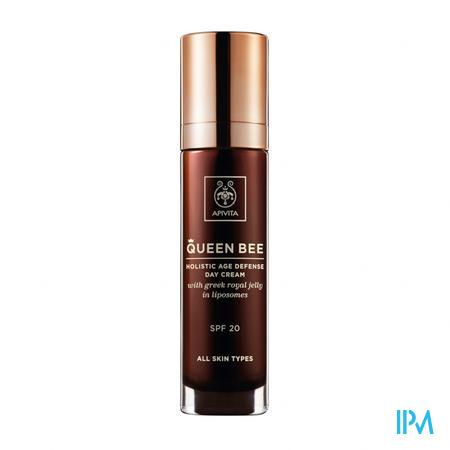 APIVITA
QUEEN BEE
HOLISTIC AGE DEFENSE
DAY CREAM
with greek royal jelly
in liposomes
SPF 20
ALL SKIN TYPES
IPM